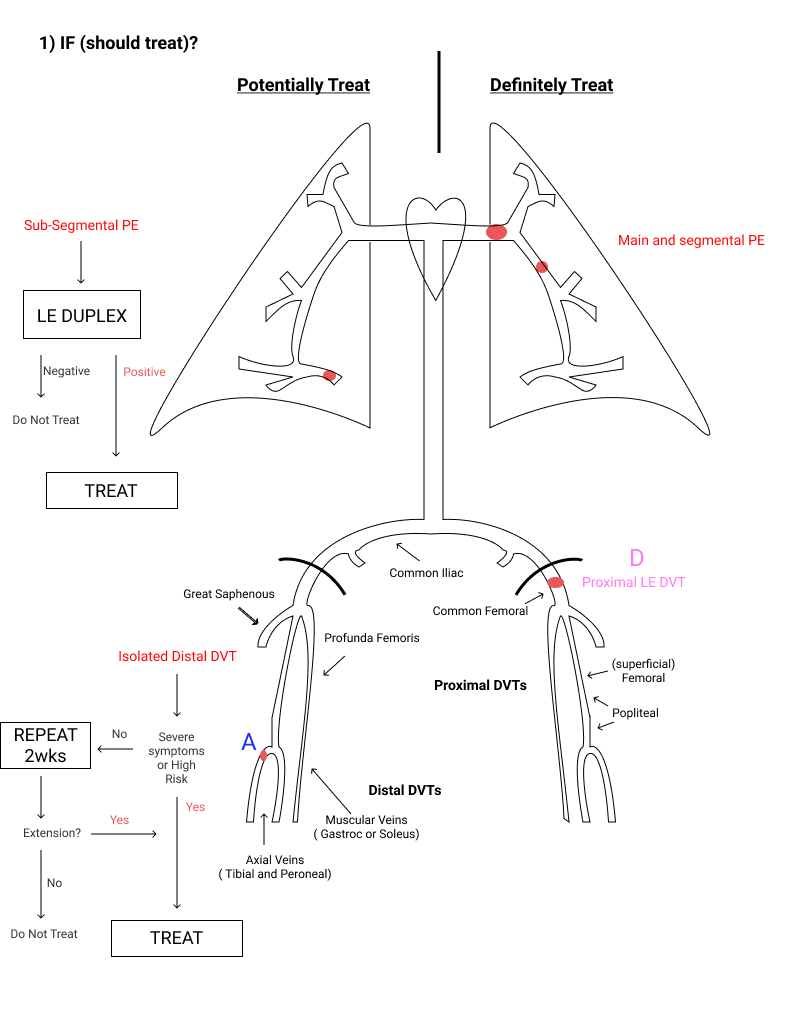 1) IF (should treat)?
Potentially Treat
Definitely Treat
Sub-Segmental PE
Main and segmental PE
LE DUPLEX
Negative
Positive
Do Not Treat
TREAT
D
Common Iliac
Proximal LE DVT
Great Saphenous
Common Femoral
Profunda Femoris
Isolated Distal DVT
(superficial)
Femoral
Proximal DVTs
Popliteal
REPEAT
2wks
No
Severe
symptoms
or High
Risk
A
Distal DVTs
Yes
Extension?
Yes
Muscular Veins
( Gastroc or Soleus)
Axial Veins
( Tibial and Peroneal)
No
Do Not Treat
TREAT